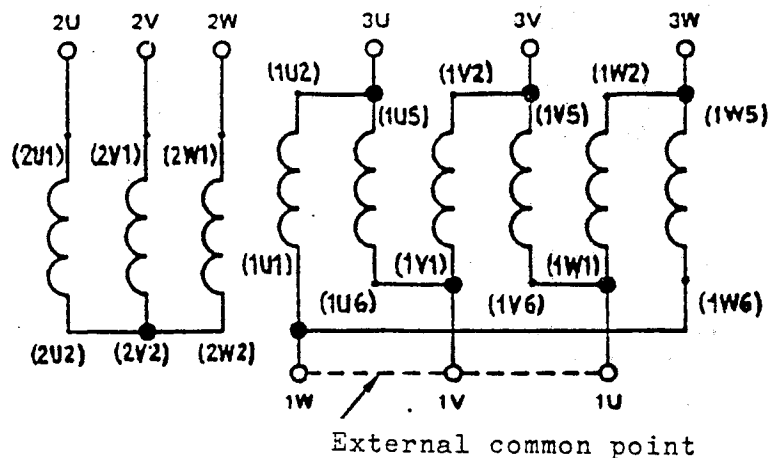 2U 2V 2W 3U 3V 3W
(1U2) (1V2) (1W2)
(1U5) (1V5) (1W5)
(2U1) (2V1) (2W1)
(1U1) (1V1) (1W1)
(1U6) (1V6) (1W6)
(2U2) (2V2) (2W2)
1W 1V 1U
External common point